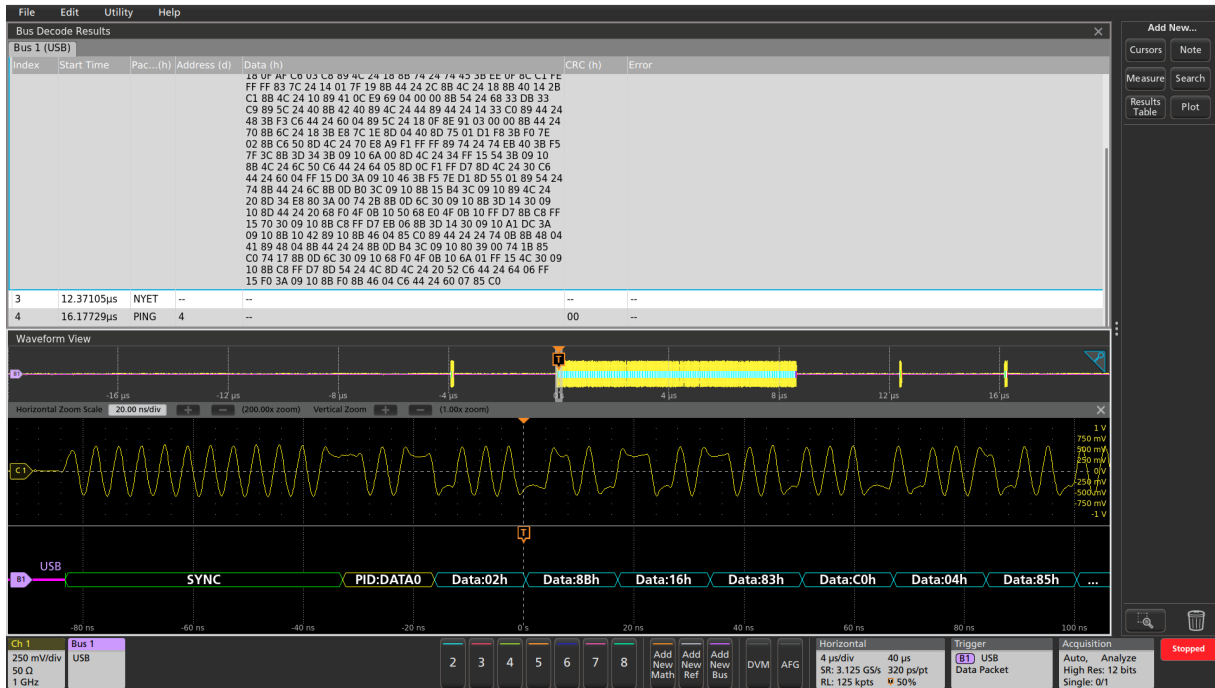 File Edit Utility Help
Bus Decode Results
Bus 1 (USB)
Index Start Time Pac...(h) Address (d) Data (h) CRC (h) Error
18 0F AF C6 03 C8 89 4C 24 18 8B 74 24 74 45 3B EE 0F 8C C1 FE
FF FF 83 7C 24 14 01 7F 19 8B 44 24 2C 8B 4C 24 18 8B 40 14 2B
C1 8B 4C 24 10 89 41 0C E9 69 04 00 00 8B 54 24 68 33 DB 33
C9 89 5C 24 40 8B 42 40 89 4C 24 44 89 44 24 14 33 C0 89 44 24
48 3B F3 C6 44 24 60 04 89 5C 24 18 0F 8E 91 03 00 00 8B 44 24
70 8B 6C 24 18 3B E8 7C 1E 8D 04 40 8D 75 01 D1 F8 3B F0 7E
02 8B C6 50 8D 4C 24 70 E8 A9 F1 FF FF 89 74 24 74 EB 40 3B F5
7F 3C 8B 3D 34 3B 09 10 6A 00 8D 4C 24 34 FF 15 54 3B 09 10
8B 4C 24 6C 50 C6 44 24 64 05 8D 0C F1 FF D7 8D 4C 24 30 C6
44 24 60 04 FF 15 D0 3A 09 10 46 3B F5 7E D1 8D 55 01 89 54 24
74 8B 44 24 6C 8B 0D B0 3C 09 10 8B 15 B4 3C 09 10 89 4C 24
20 8D 34 E8 80 3A 00 74 2B 8B 0D 6C 30 09 10 8B 3D 14 30 09
10 8D 44 24 20 68 F0 4F 0B 10 50 68 E0 4F 0B 10 FF D7 8B C8 FF
15 70 30 09 10 8B C8 FF D7 EB 06 8B 3D 14 30 09 10 A1 DC 3A
09 10 8B 10 42 89 10 8B 46 04 85 C0 89 44 24 24 74 0B 8B 48 04
41 89 48 04 8B 44 24 24 8B 0D B4 3C 09 10 80 39 00 74 1B 85
C0 74 17 8B 0D 6C 30 09 10 68 F0 4F 0B 10 6A 01 FF 15 4C 30 09
10 8B C8 FF D7 8D 54 24 4C 8D 4C 24 20 52 C6 44 24 64 06 FF
15 F0 3A 09 10 8B F0 8B 46 04 C6 44 24 60 07 85 C0
3 12.37105µs NYET -- -- -- --
4 16.17729µs PING 4 -- 00 --
Waveform View
T
B1
-16 µs -12 µs -8 µs -4 µs 0 s 4 µs 8 µs 12 µs 16 µs
Horizontal Zoom Scale 20.00 ns/div + − (200.00x zoom) Vertical Zoom + − (1.00x zoom)
1 V
750 mV
500 mV
250 mV
C1 0 V
-250 mV
-500 mV
-750 mV
-1 V
T
USB
B1 SYNC PID:DATA0 Data:02h Data:8Bh Data:16h Data:83h Data:C0h Data:04h Data:85h ...
-80 ns -60 ns -40 ns -20 ns 0 s 20 ns 40 ns 60 ns 80 ns 100 ns
Add New...
Cursors Note
Measure Search
Results Table Plot
Ch 1
250 mV/div
50 Ω
1 GHz
Bus 1
USB
2 3 4 5 6 7 8
Add New Math
Add New Ref
Add New Bus
DVM AFG
Horizontal
4 µs/div 40 µs
SR: 3.125 GS/s 320 ps/pt
RL: 125 kpts 50%
Trigger
B1 USB
Data Packet
Acquisition
Auto, Analyze
High Res: 12 bits
Single: 0/1
Stopped